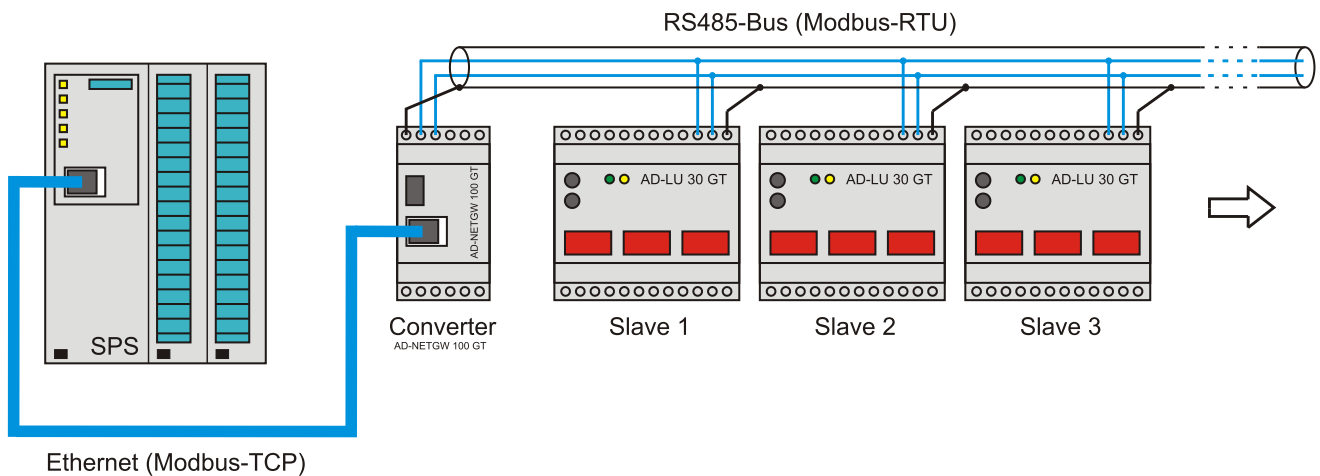 RS485-Bus (Modbus-RTU)
SPS
AD-NETGW 100 GT
AD-LU 30 GT
AD-LU 30 GT
AD-LU 30 GT
Converter
AD-NETGW 100 GT
Slave 1
Slave 2
Slave 3
Ethernet (Modbus-TCP)